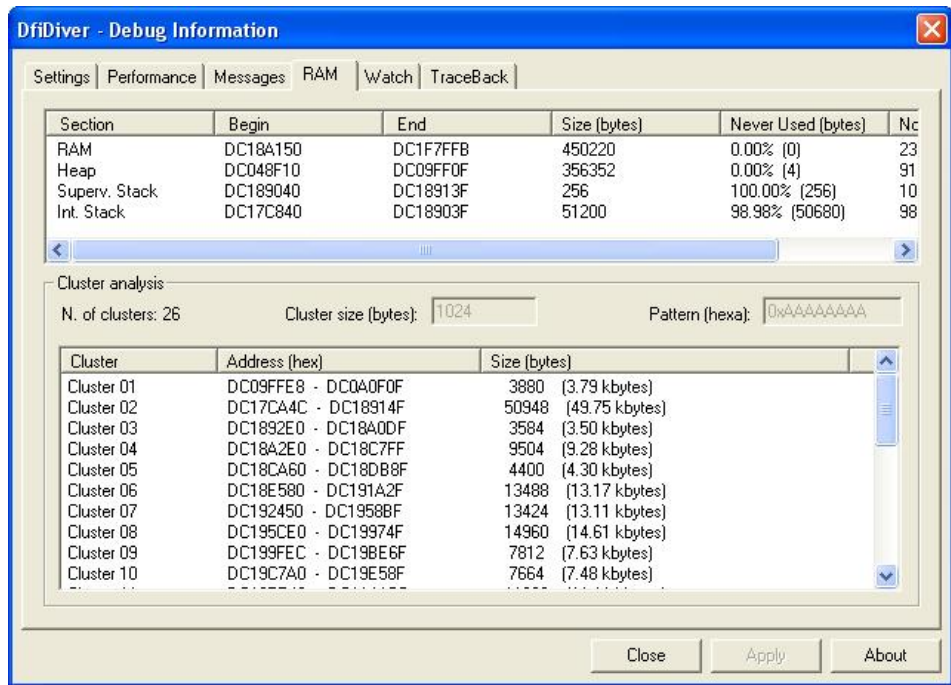 DfiDiver - Debug Information
Settings Performance Messages RAM Watch TraceBack
Section Begin End Size (bytes) Never Used (bytes)
RAM DC18A150 DC1F7FFB 450220 0.00% (0) 23
Heap DC048F10 DC09FF0F 356352 0.00% (4) 91
Superv. Stack DC189040 DC18913F 256 100.00% (256) 10
Int. Stack DC17C840 DC18903F 51200 98.98% (50680) 98
Cluster analysis
N. of clusters: 26 Cluster size (bytes): 1024 Pattern (hexa): 0xAAAAAAAA
Cluster Address (hex) Size (bytes)
Cluster 01 DC09FFE8 - DC0A0F0F 3880 (3.79 kbytes)
Cluster 02 DC17CA4C - DC18914F 50948 (49.75 kbytes)
Cluster 03 DC1892E0 - DC18A0DF 3584 (3.50 kbytes)
Cluster 04 DC18A2E0 - DC18C7FF 9504 (9.28 kbytes)
Cluster 05 DC18CA60 - DC18DB8F 4400 (4.30 kbytes)
Cluster 06 DC18E580 - DC191A2F 13488 (13.17 kbytes)
Cluster 07 DC192450 - DC1958BF 13424 (13.11 kbytes)
Cluster 08 DC195CE0 - DC19974F 14960 (14.61 kbytes)
Cluster 09 DC199FEC - DC19BE6F 7812 (7.63 kbytes)
Cluster 10 DC19C7A0 - DC19E58F 7664 (7.48 kbytes)
Close Apply About